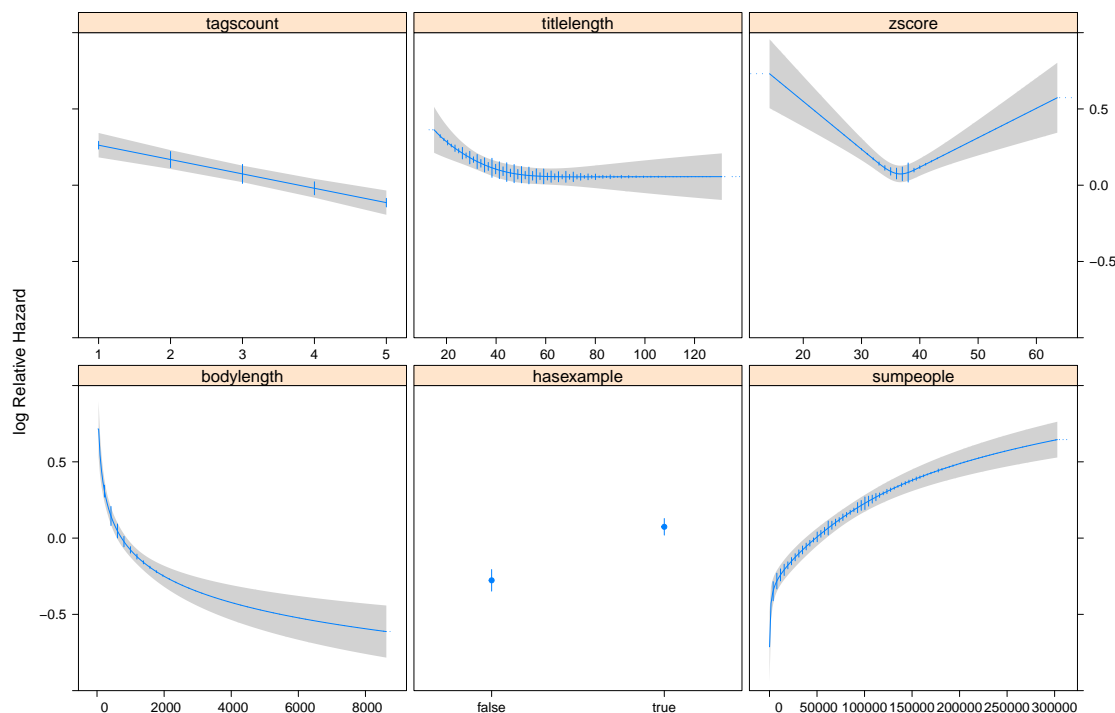 tagscount
titlelength
zscore
0.5
0.0
−0.5
1 2 3 4 5
20 40 60 80 100 120
20 30 40 50 60
log Relative Hazard
bodylength
hasexample
sumpeople
0.5
0.0
−0.5
0 2000 4000 6000 8000
false true
0 50000 100000 150000 200000 250000 300000